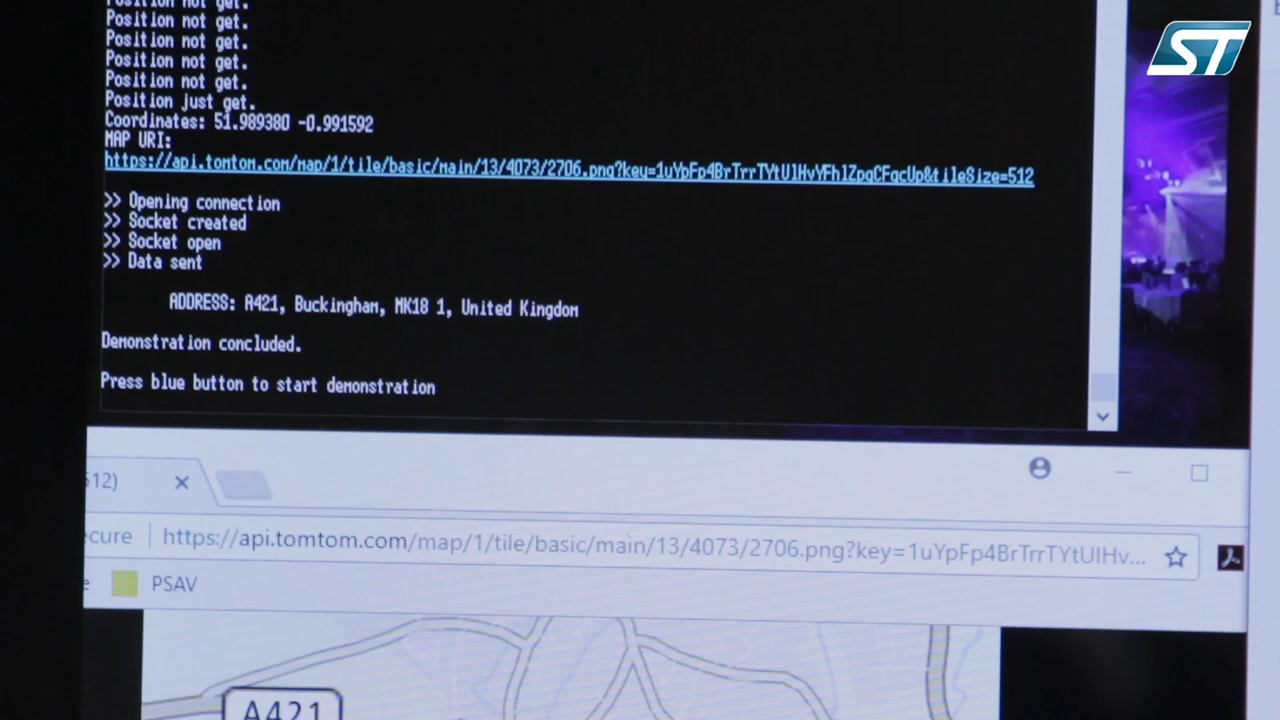 Position not get.
Position not get.
Position not get.
Position not get.
Position not get.
Position just get.
Coordinates: 51.989380 -0.991592
MAP URI:
https://api.tomtom.com/map/1/tile/basic/main/13/4073/2706.png?key=1uYpFp4BrTrrTYtUlHvYFhlZpqCFqcUp&tileSize=512
>> Opening connection
>> Socket created
>> Socket open
>> Data sent
ADDRESS: A421, Buckingham, MK18 1, United Kingdom
Demonstration concluded.
Press blue button to start demonstration
ST
512)
ecure
https://api.tomtom.com/map/1/tile/basic/main/13/4073/2706.png?key=1uYpFp4BrTrrTYtUlHv...
e
PSAV
A421